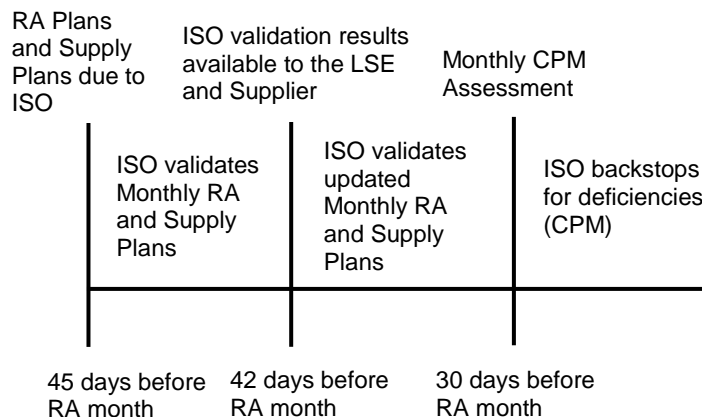 RA Plans
and Supply
Plans due to
ISO
ISO validation results
available to the LSE
and Supplier
Monthly CPM
Assessment
ISO validates
Monthly RA
and Supply
Plans
ISO validates
updated
Monthly RA
and Supply
Plans
ISO backstops
for deficiencies
(CPM)
45 days before
RA month
42 days before
RA month
30 days before
RA month